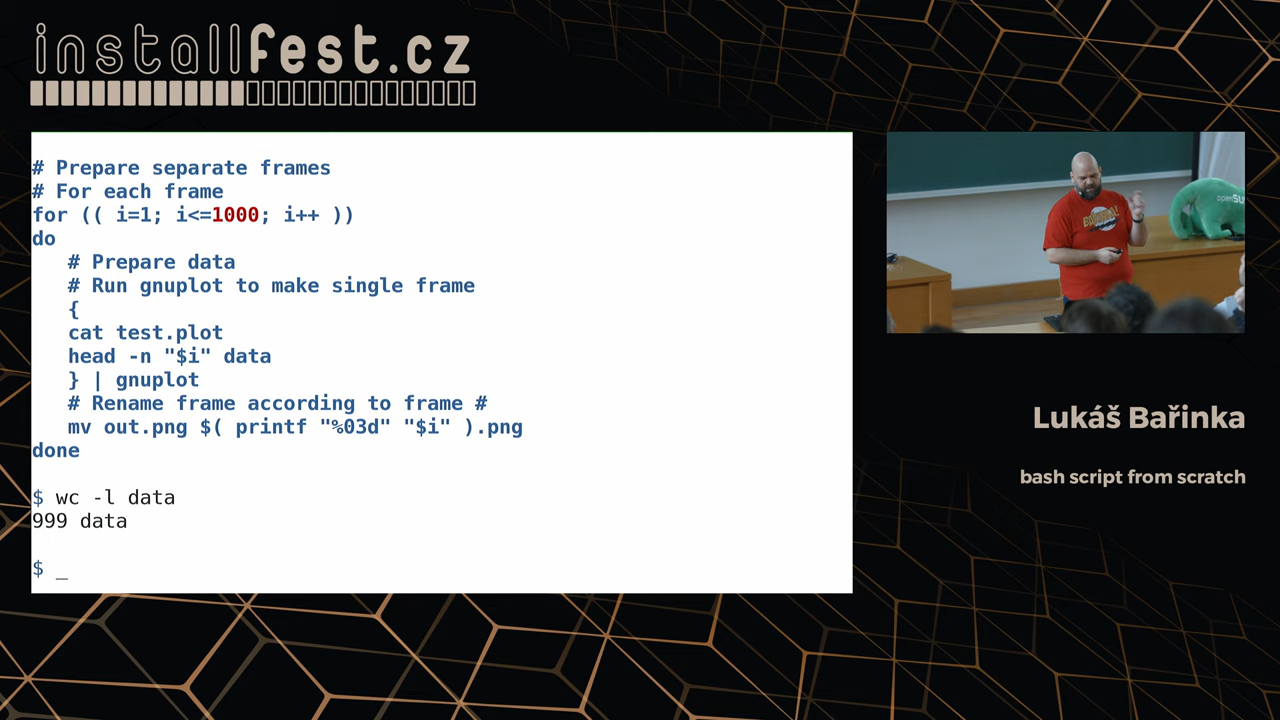 installfest.cz
# Prepare separate frames
# For each frame
for (( i=1; i<=1000; i++ ))
do
   # Prepare data
   # Run gnuplot to make single frame
   {
   cat test.plot
   head -n "$i" data
   } | gnuplot
   # Rename frame according to frame #
   mv out.png $( printf "%03d" "$i" ).png
done
$ wc -l data
999 data
$ _
openSU
Lukáš Bařinka
bash script from scratch